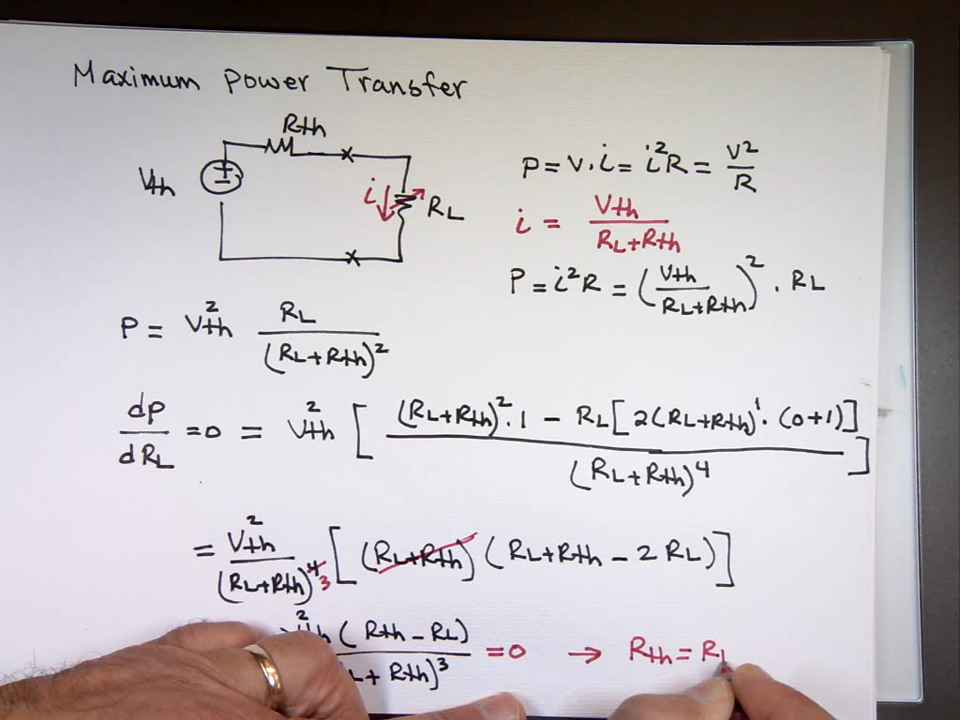 Maximum Power Transfer
Rth
Vth
i
RL
P = V·i = i²R = V²/R
i = Vth/(RL+Rth)
P = i²R = (Vth/(RL+Rth))² · RL
P = Vth² RL/(RL+Rth)²
dP/dRL = 0 = Vth² [ ((RL+Rth)²·1 − RL[2(RL+Rth)¹·(0+1)])/(RL+Rth)⁴ ]
= Vth²/(RL+Rth)⁴ 3 [(RL+Rth) (RL+Rth − 2RL)]
th² (Rth − RL)/(L + Rth)³ = 0 → Rth = RL